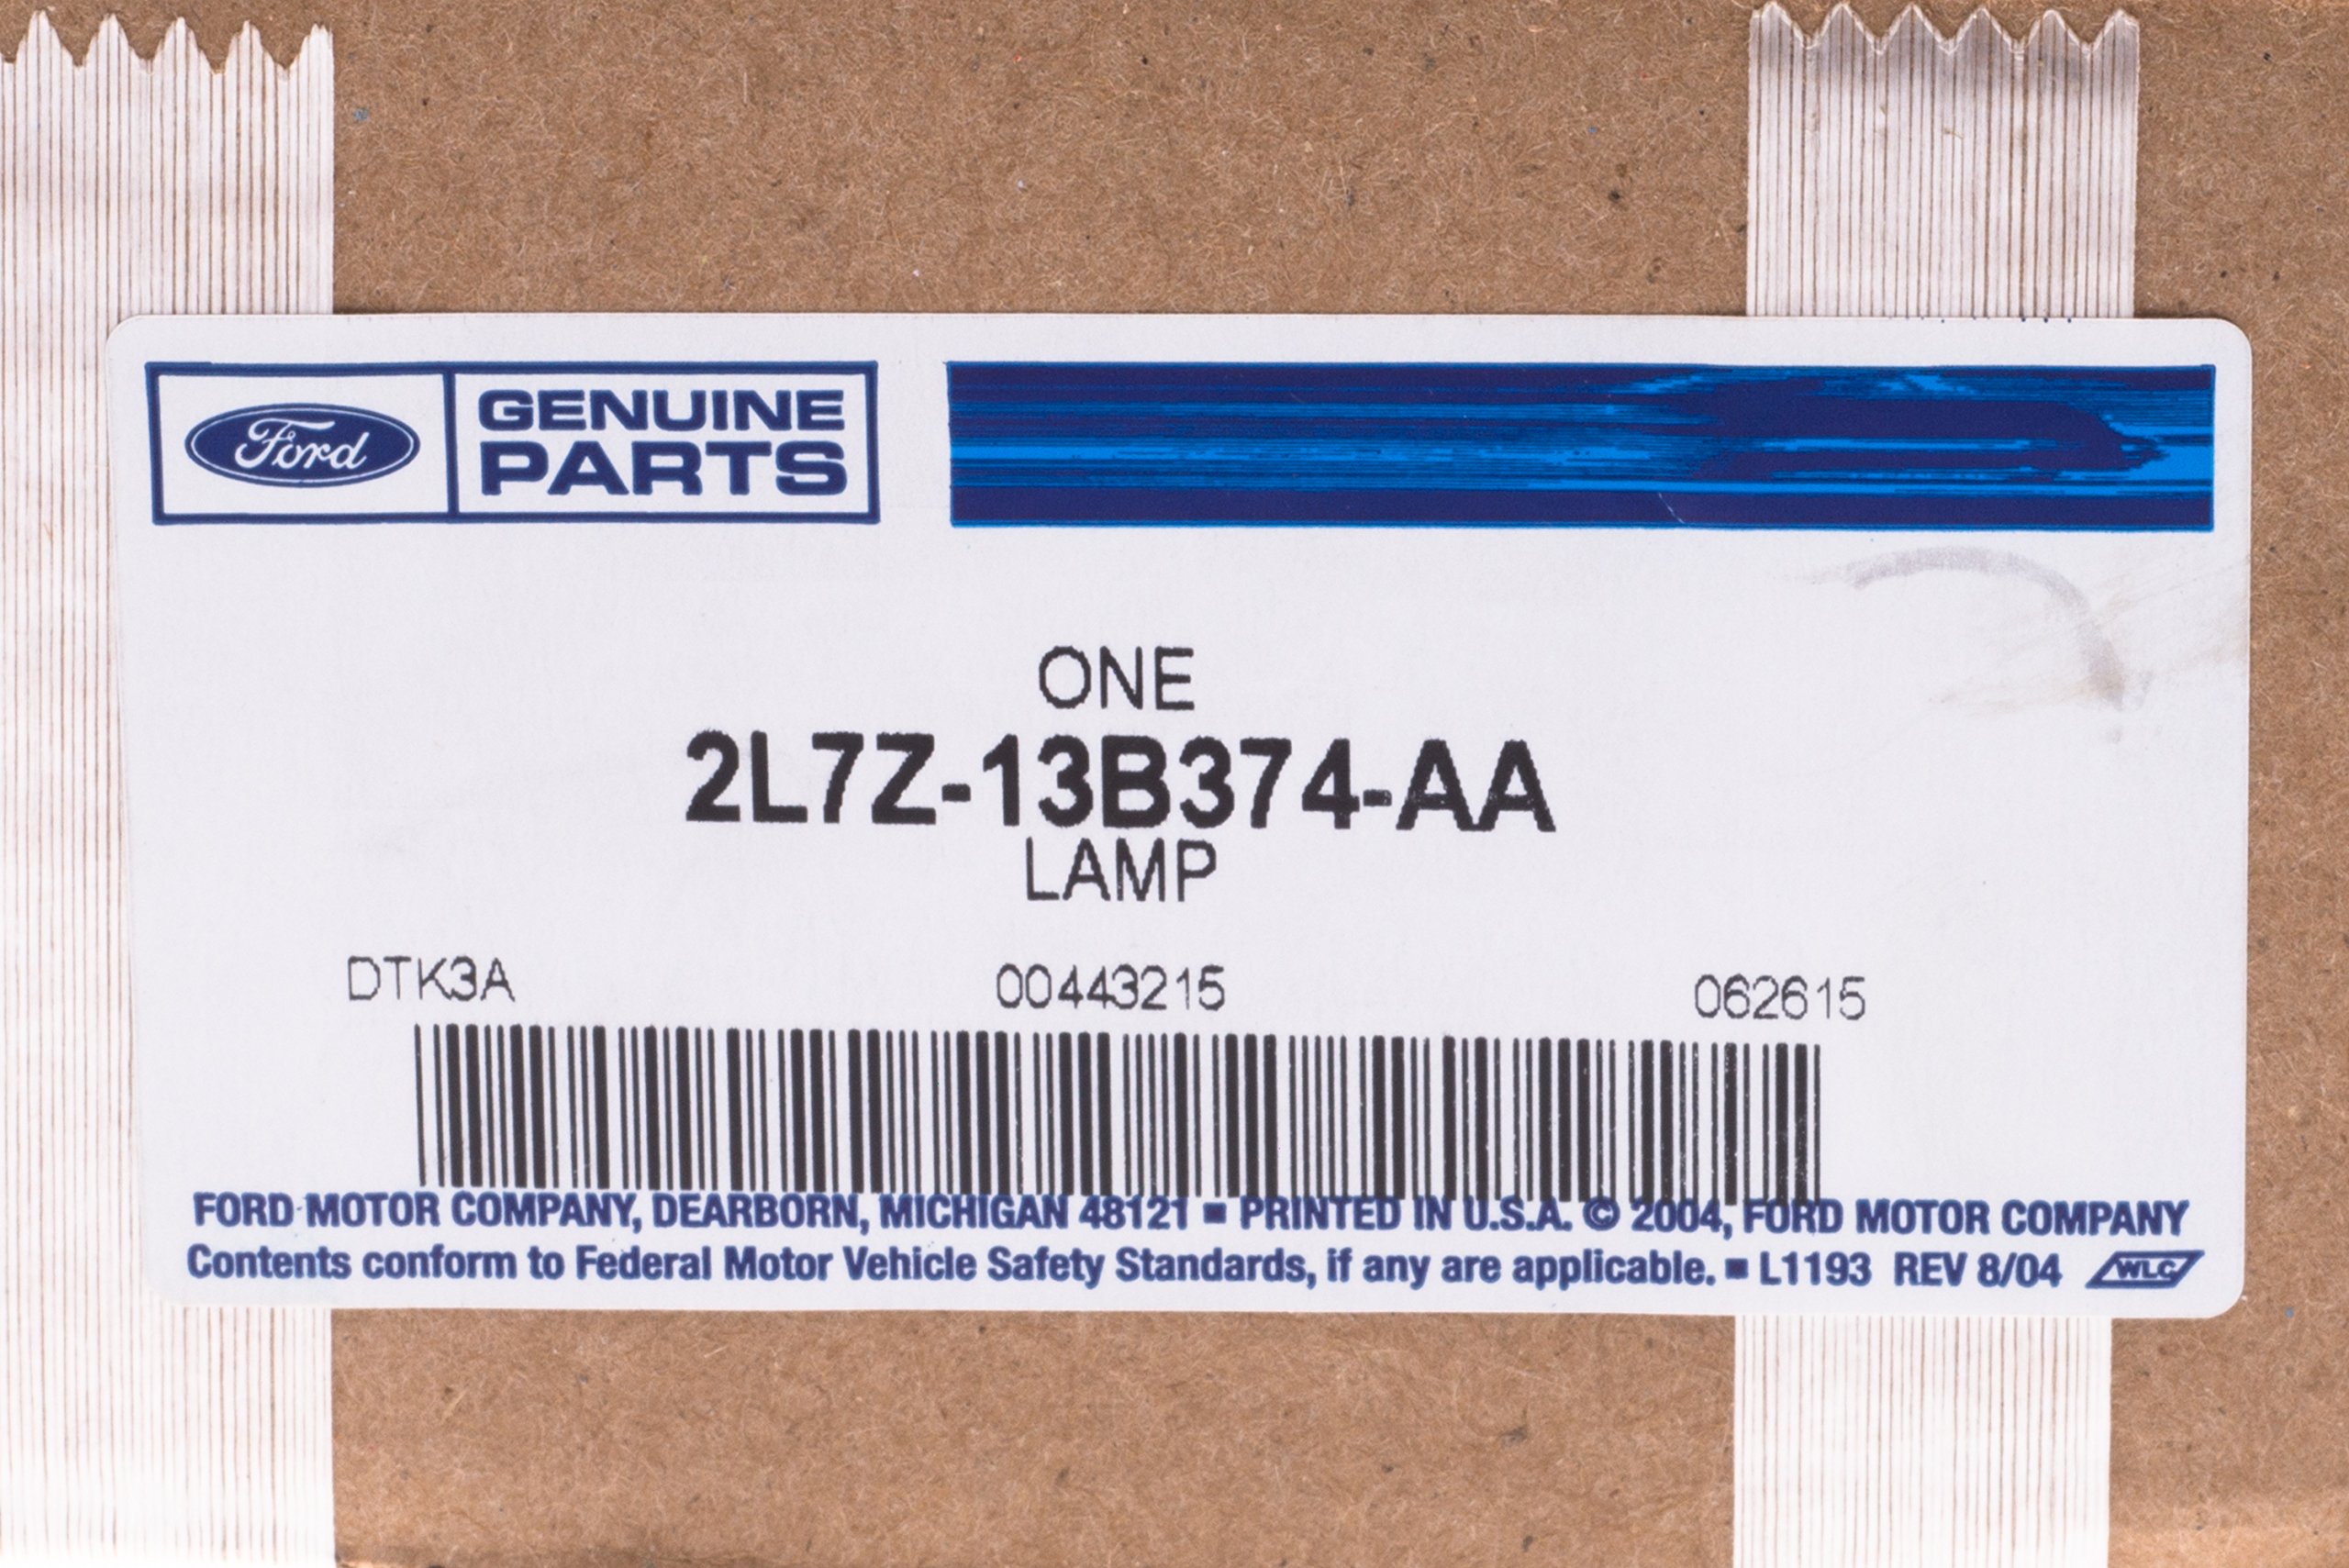 Ford
GENUINE
PARTS
ONE
2L7Z-13B374-AA
LAMP
DTK3A 00443215 062615
FORD MOTOR COMPANY, DEARBORN, MICHIGAN 48121 ▪ PRINTED IN U.S.A. © 2004, FORD MOTOR COMPANY
Contents conform to Federal Motor Vehicle Safety Standards, if any are applicable. ▪ L1193 REV 8/04 WLC